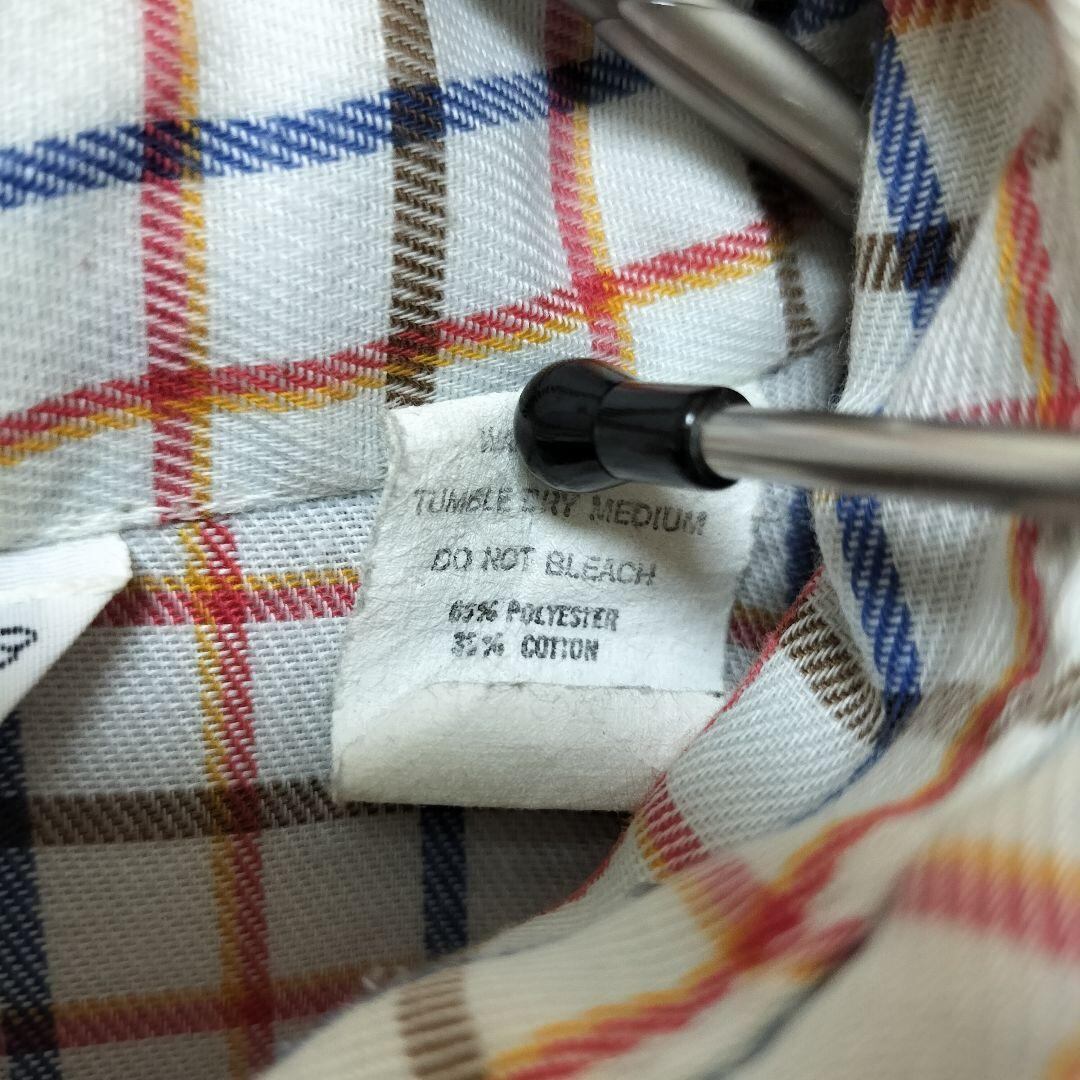 TUMBLE DRY MEDIUM
DO NOT BLEACH
65% POLYESTER
35% COTTON